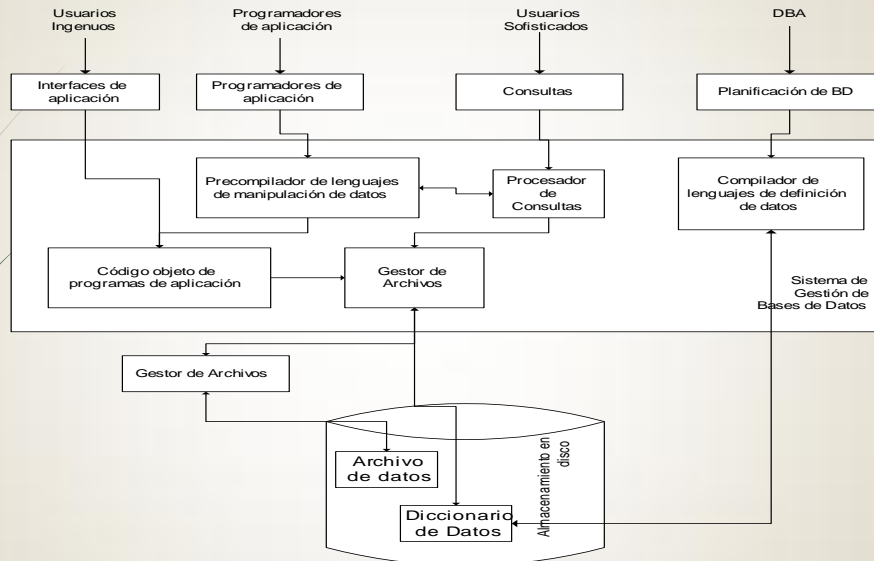 Usuarios
Ingenuos
Programadores
de aplicación
Usuarios
Sofisticados
DBA
Interfaces de
aplicación
Programadores de
aplicación
Consultas
Planificación de BD
Precompilador de lenguajes
de manipulación de datos
Procesador
de
Consultas
Compilador de
lenguajes de definición
de datos
Código objeto de
programas de aplicación
Gestor de
Archivos
Sistema de
Gestión de
Bases de Datos
Gestor de Archivos
Archivo
de datos
Almacenamiento en
disco
Diccionario
de Datos